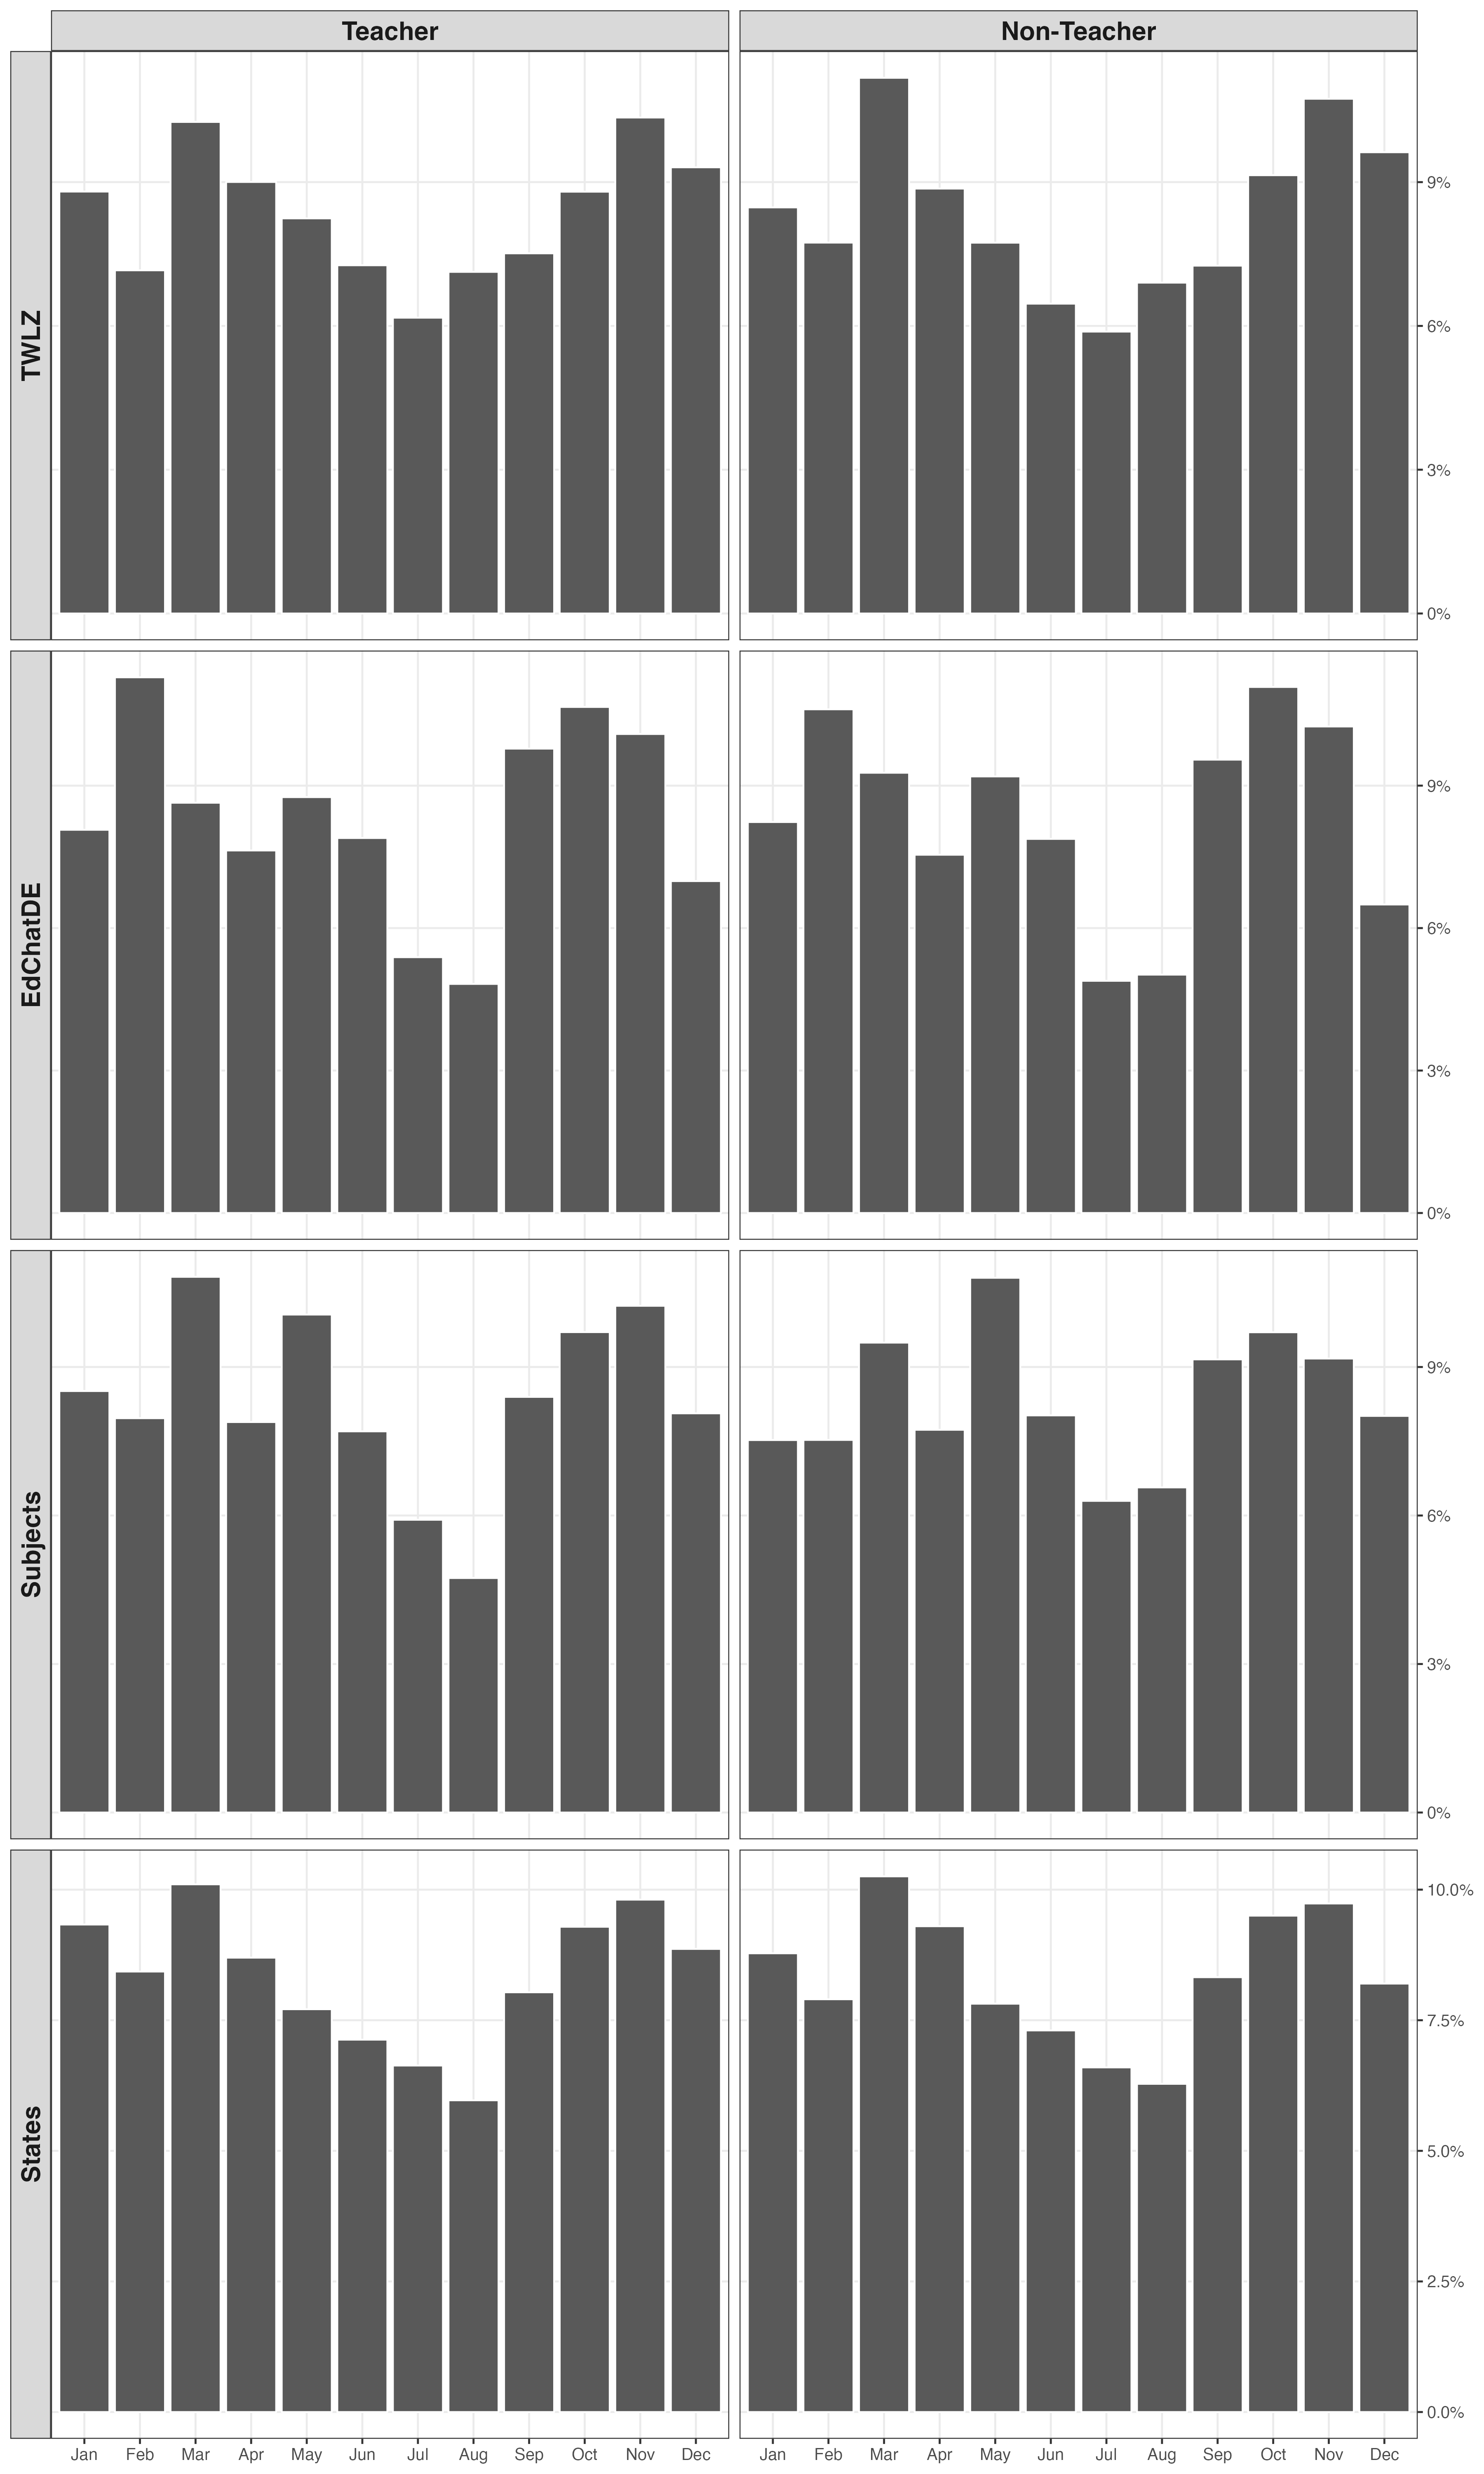 Teacher
Non-Teacher
TWLZ
9%
6%
3%
0%
EdChatDE
9%
6%
3%
0%
Subjects
9%
6%
3%
0%
States
10.0%
7.5%
5.0%
2.5%
0.0%
Jan Feb Mar Apr May Jun Jul Aug Sep Oct Nov Dec
Jan Feb Mar Apr May Jun Jul Aug Sep Oct Nov Dec